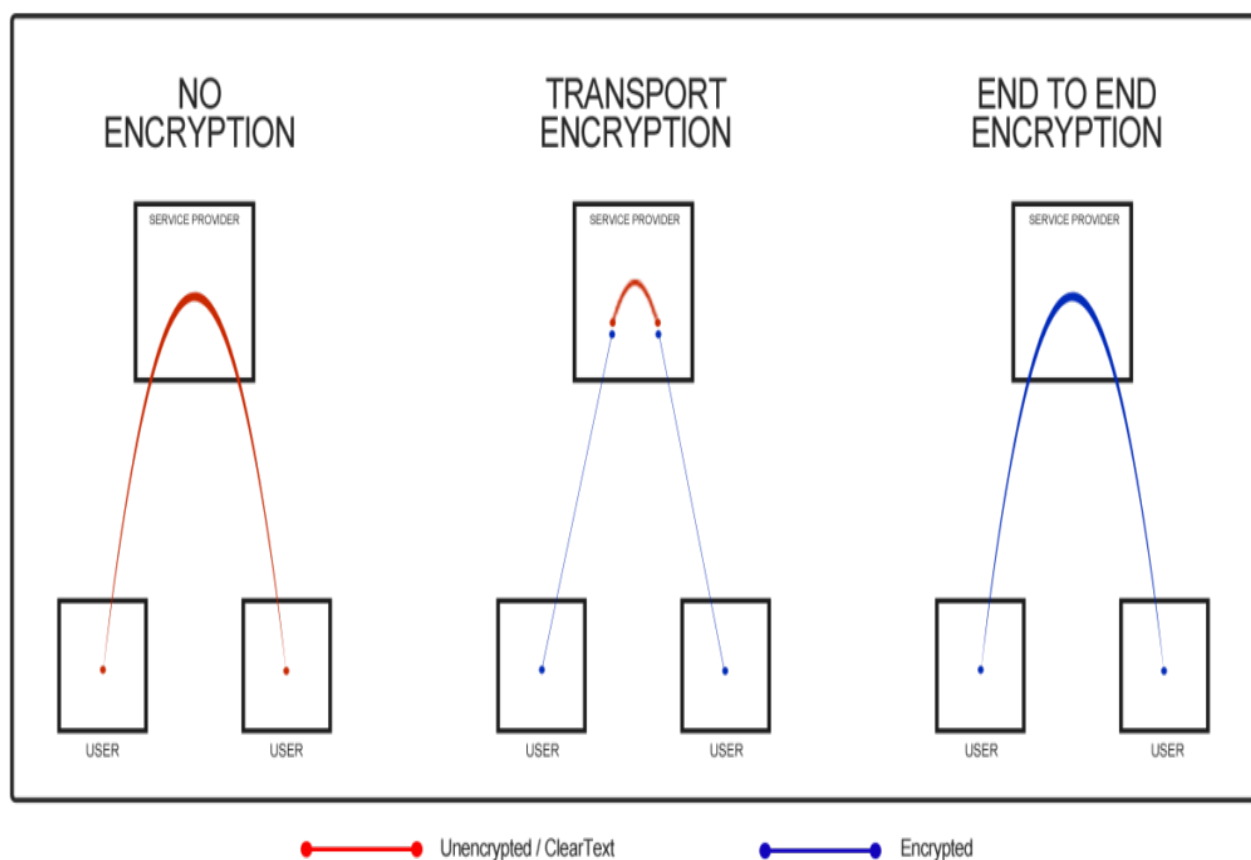 NO
ENCRYPTION
TRANSPORT
ENCRYPTION
END TO END
ENCRYPTION
SERVICE PROVIDER
SERVICE PROVIDER
SERVICE PROVIDER
USER
USER
USER
USER
USER
USER
Unencrypted / ClearText
Encrypted